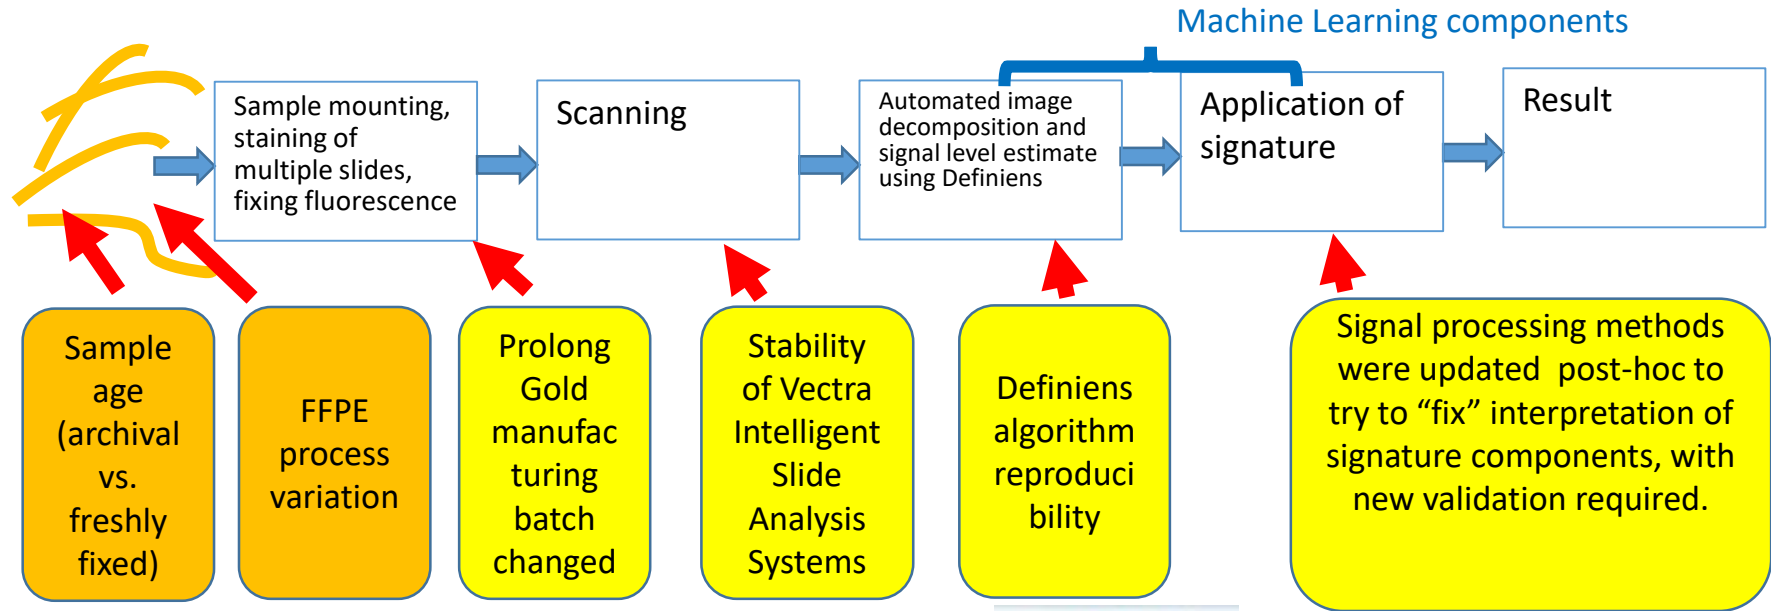 Machine Learning components
Sample mounting,
staining of
multiple slides,
fixing fluorescence
Scanning
Automated image
decomposition and
signal level estimate
using Definiens
Application of
signature
Result
Sample
age
(archival
vs.
freshly
fixed)
FFPE
process
variation
Prolong
Gold
manufac
turing
batch
changed
Stability
of Vectra
Intelligent
Slide
Analysis
Systems
Definiens
algorithm
reproduci
bility
Signal processing methods
were updated  post-hoc to
try to “fix” interpretation of
signature components, with
new validation required.